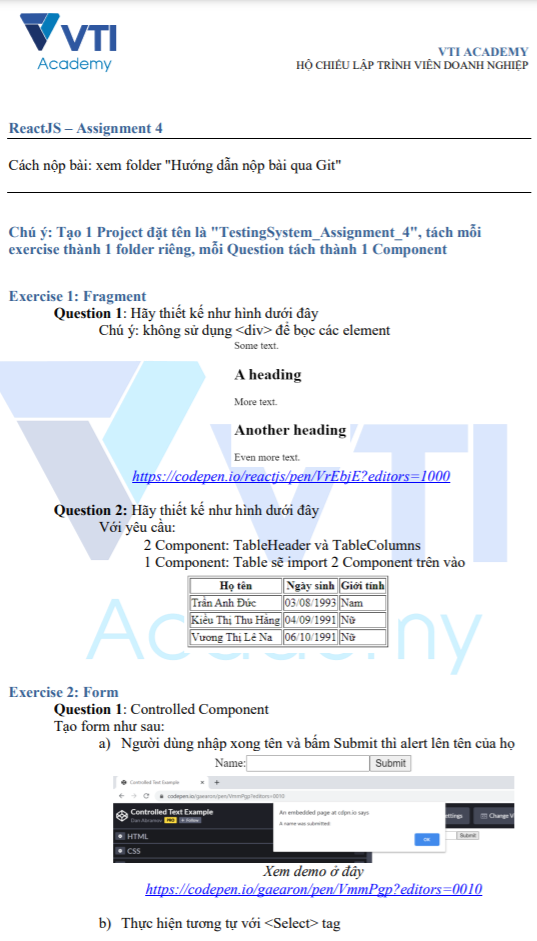 VTI
Academy
VTI ACADEMY
HỘ CHIẾU LẬP TRÌNH VIÊN DOANH NGHIỆP
ReactJS – Assignment 4
Cách nộp bài: xem folder "Hướng dẫn nộp bài qua Git"
Chú ý: Tạo 1 Project đặt tên là "TestingSystem_Assignment_4", tách mỗi
exercise thành 1 folder riêng, mỗi Question tách thành 1 Component
Exercise 1: Fragment
Question 1: Hãy thiết kế như hình dưới đây
Chú ý: không sử dụng <div> để bọc các element
Some text.
A heading
More text.
Another heading
Even more text.
https://codepen.io/reactjs/pen/VrEbjE?editors=1000
VTI
Academy
Question 2: Hãy thiết kế như hình dưới đây
Với yêu cầu:
2 Component: TableHeader và TableColumns
1 Component: Table sẽ import 2 Component trên vào
Họ tên Ngày sinh Giới tính
Trần Anh Đức 03/08/1993 Nam
Kiều Thị Thu Hằng 04/09/1991 Nữ
Vương Thị Lê Na 06/10/1991 Nữ
Exercise 2: Form
Question 1: Controlled Component
Tạo form như sau:
a) Người dùng nhập xong tên và bấm Submit thì alert lên tên của họ
Name: Submit
Controlled Text Example
codepen.io/gaearon/pen/VmmPgp?editors=0010
Controlled Text Example
Dan Abramov PRO + Follow
An embedded page at cdpn.io says
A name was submitted:
OK
ettings
Change V
HTML
CSS
Submit
Xem demo ở đây
https://codepen.io/gaearon/pen/VmmPgp?editors=0010
b) Thực hiện tương tự với <Select> tag